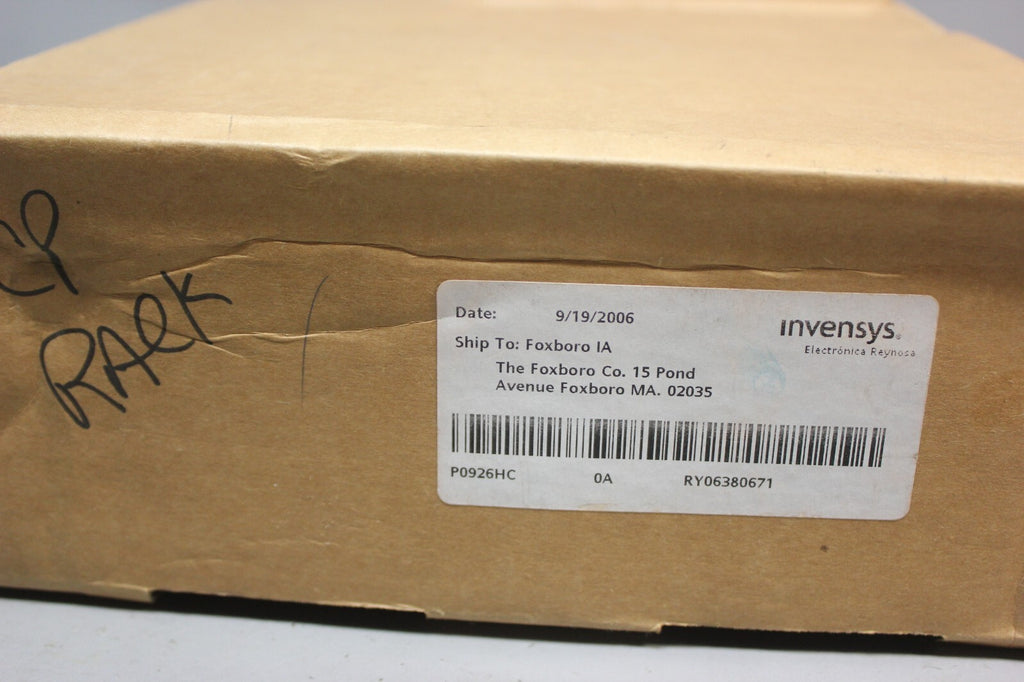 CP
RACK
Date: 9/19/2006
invensys.
Electrónica Reynosa
Ship To: Foxboro IA
The Foxboro Co. 15 Pond
Avenue Foxboro MA. 02035
P0926HC 0A RY06380671